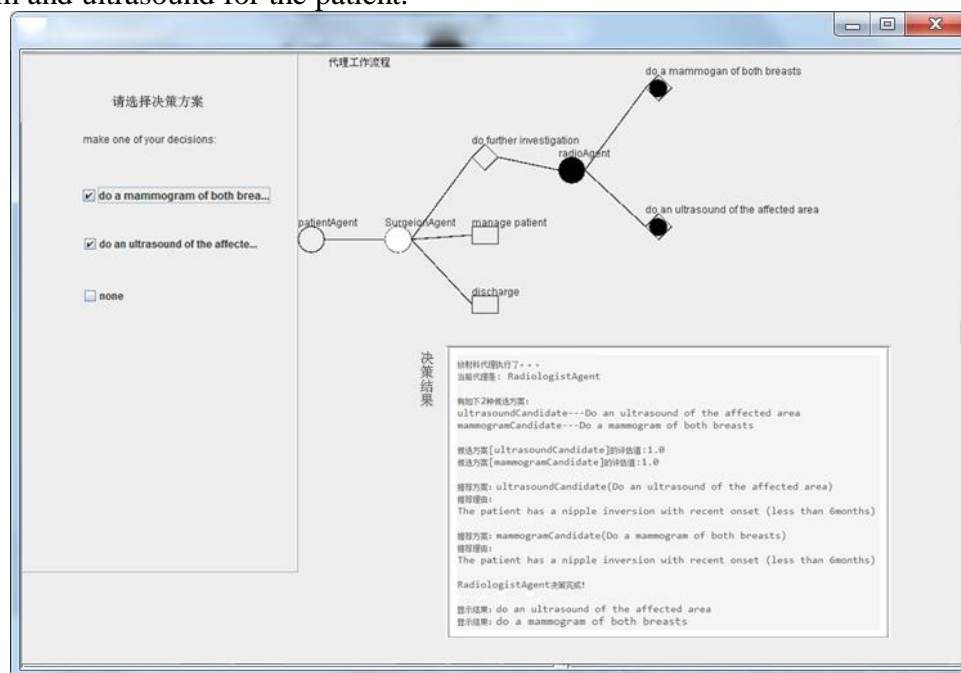 m and ultrasound for the patient.
代理工作流程
请选择决策方案
make one of your decisions:
do a mammogram of both brea...
do an ultrasound of the affecte...
none
do a mammogan of both breasts
do further investigation
radioAgent
do an ultrasound of the affected area
patientAgent
SurgeionAgent
manage patient
discharge
决策结果
放射科代理执行了···
当前代理是: RadiologistAgent
有如下2种候选方案:
ultrasoundCandidate---Do an ultrasound of the affected area
mammogramCandidate---Do a mammogram of both breasts
候选方案[ultrasoundCandidate]的评估值:1.0
候选方案[mammogramCandidate]的评估值:1.0
推荐方案: ultrasoundCandidate(Do an ultrasound of the affected area)
推荐理由:
The patient has a nipple inversion with recent onset (less than 6months)
推荐方案: mammogramCandidate(Do a mammogram of both breasts)
推荐理由:
The patient has a nipple inversion with recent onset (less than 6months)
RadiologistAgent决策完成!
显示结果: do an ultrasound of the affected area
显示结果: do a mammogram of both breasts